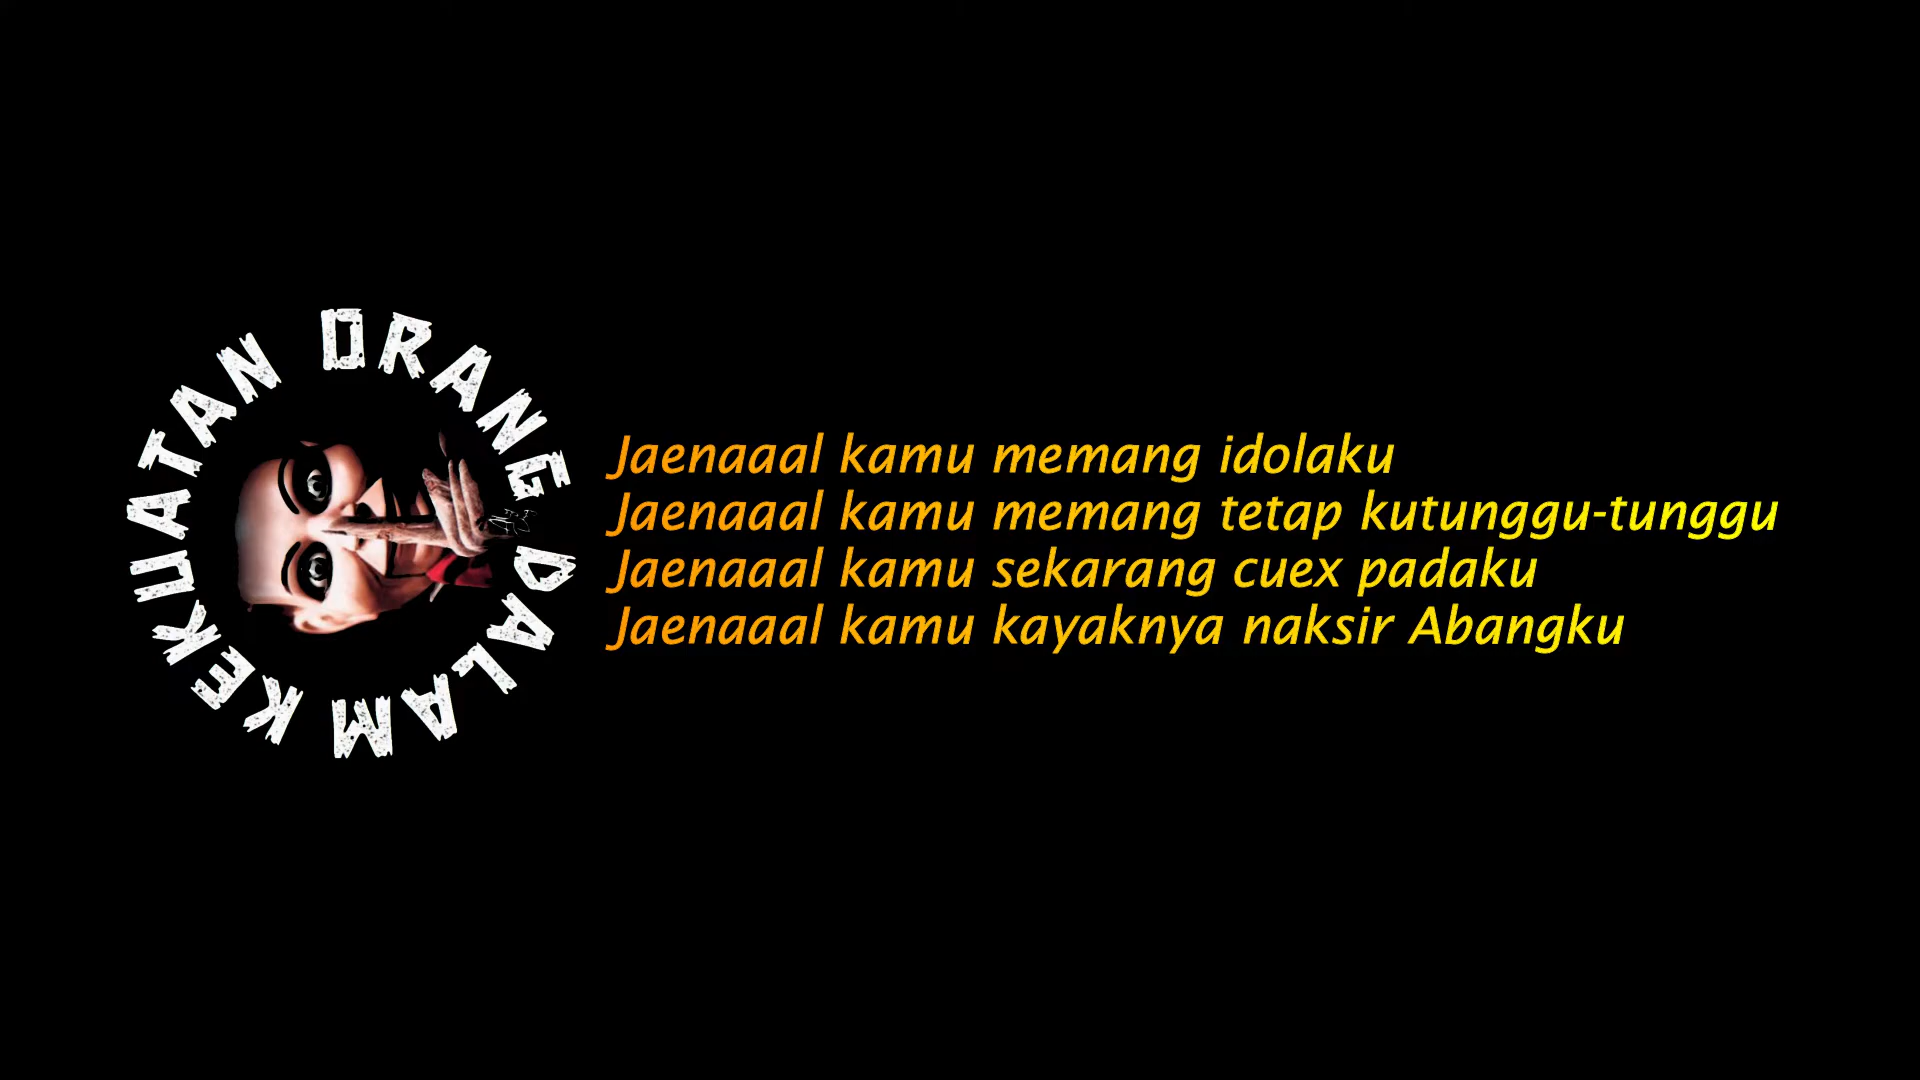 KEKUATAN ORANG DALAM
Jaenaaal kamu memang idolaku
Jaenaaal kamu memang tetap kutunggu-tunggu
Jaenaaal kamu sekarang cuex padaku
Jaenaaal kamu kayaknya naksir Abangku